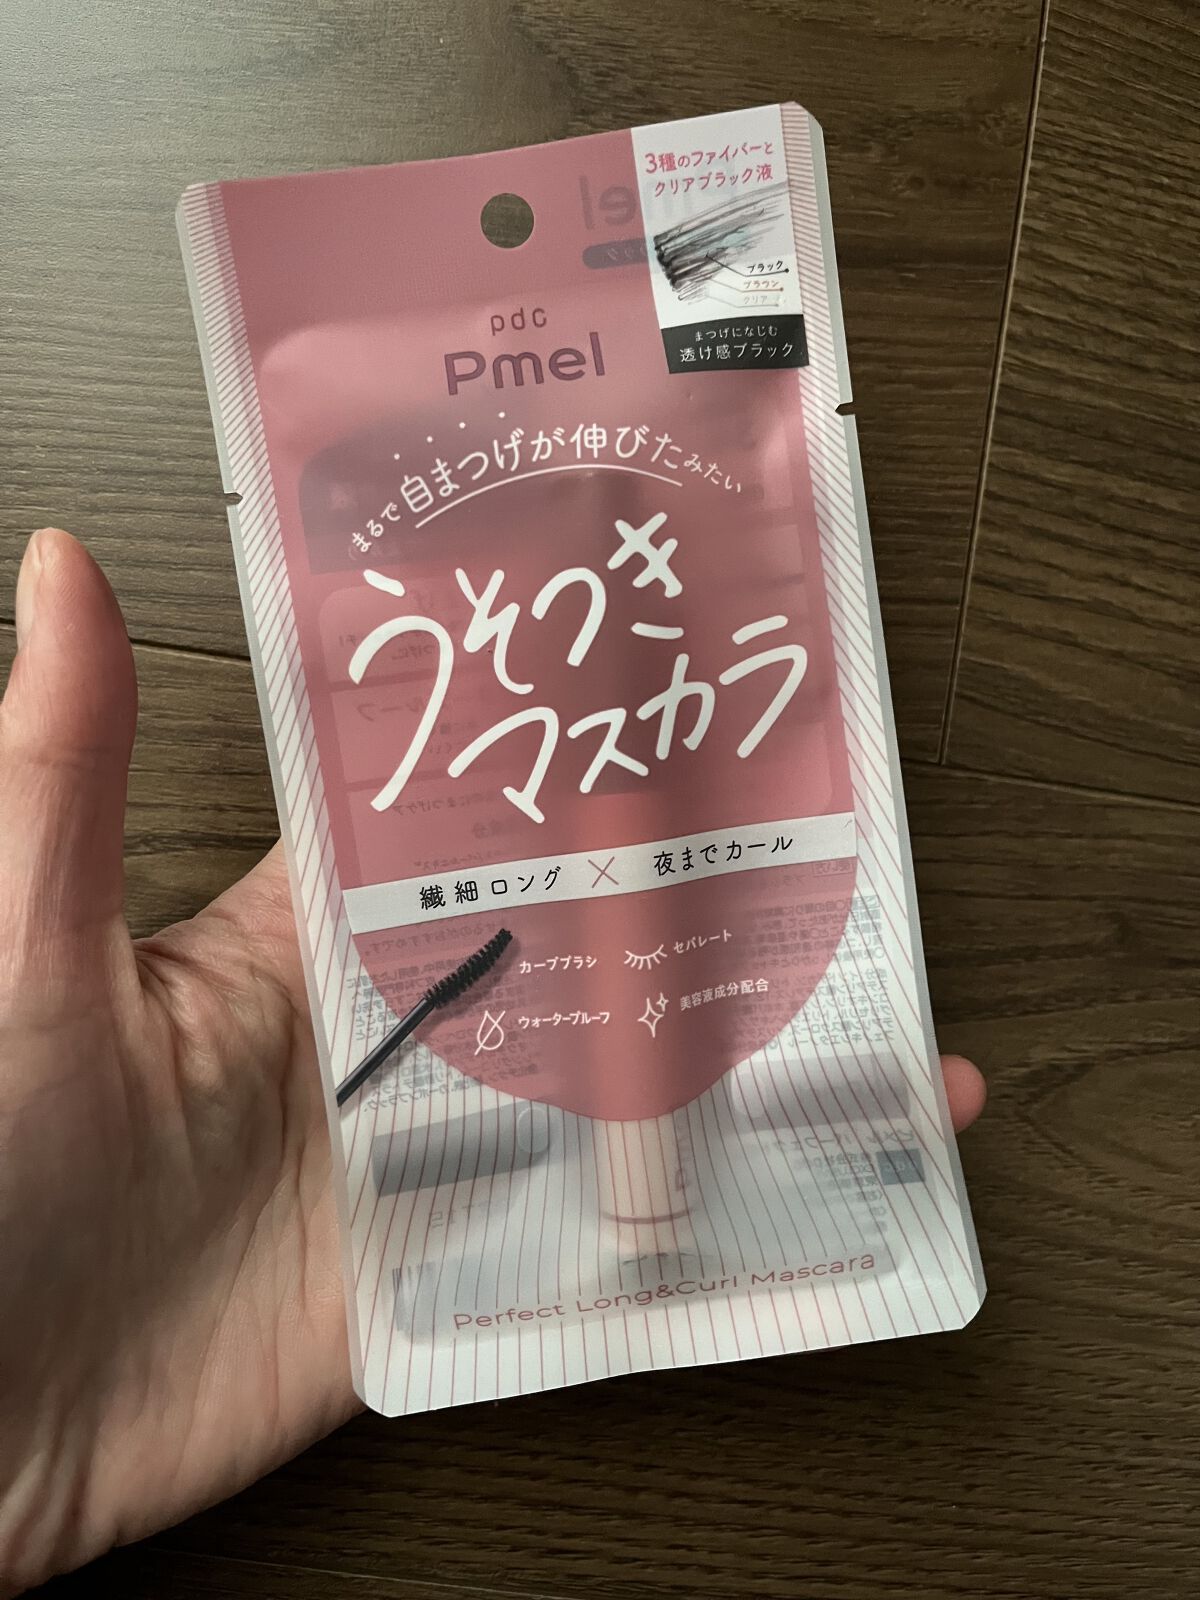 3種のファイバーと
クリアブラック液
ブラック
ブラウン
クリア
まつげになじむ
透け感ブラック
pdc
Pmel
まるで自まつげが伸びたみたい
うそつき
マスカラ
繊細ロング × 夜までカール
カーブブラシ
セパレート
ウォータープルーフ
美容液成分配合
Perfect Long&Curl Mascara